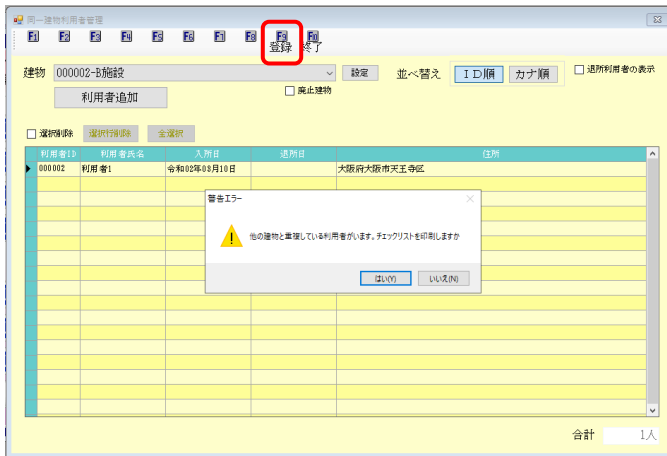 同一建物利用者管理
F1 F2 F3 F4 F5 F6 F7 F8 F9 F10
登録 終了
建物 000002-B施設 設定 並べ替え ID順 カナ順 退所利用者の表示
利用者追加 廃止建物
選択削除 選択行削除 全選択
利用者ID 利用者氏名 入所日 退所日 住所
000002 利用者1 令和02年08月10日 大阪府大阪市天王寺区
警告エラー
他の建物と重複している利用者がいます。チェックリストを印刷しますか
はい(Y) いいえ(N)
合計 1人